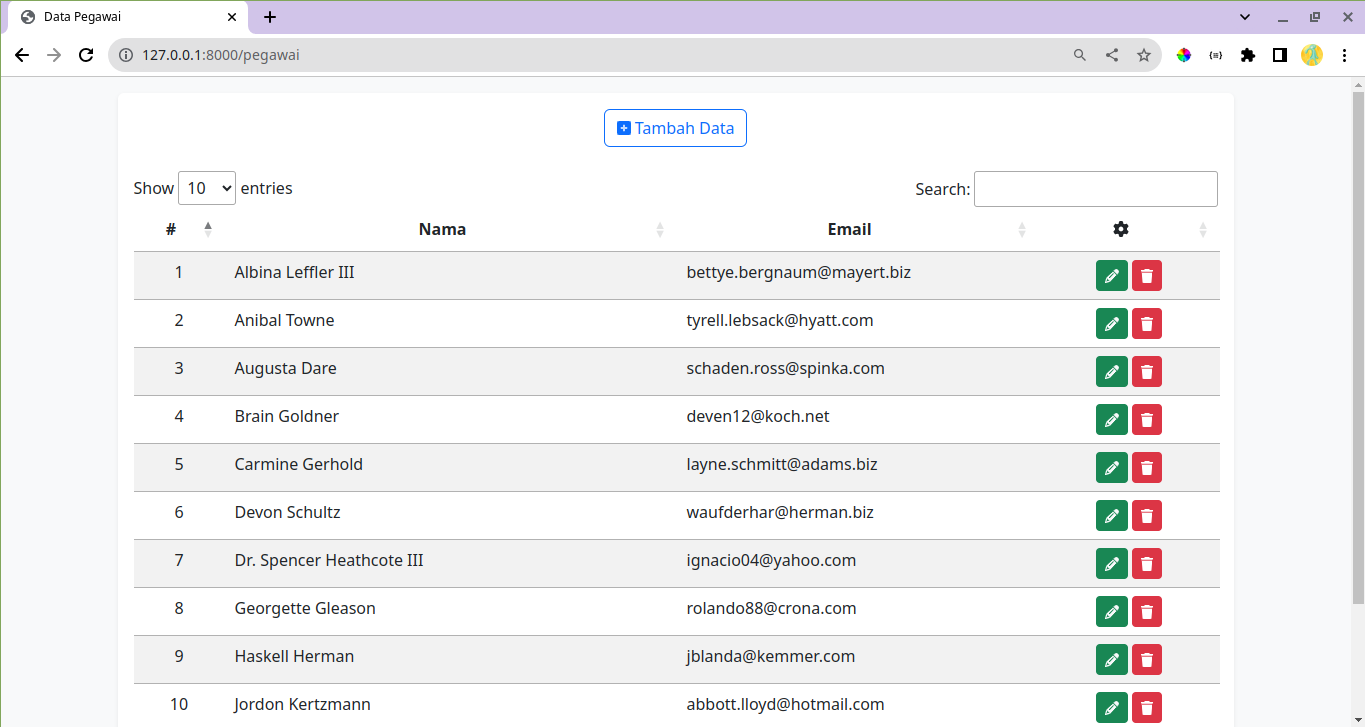 Data Pegawai
127.0.0.1:8000/pegawai
Tambah Data
Show 10 entries
Search:
# Nama Email
1 Albina Leffler III bettye.bergnaum@mayert.biz
2 Anibal Towne tyrell.lebsack@hyatt.com
3 Augusta Dare schaden.ross@spinka.com
4 Brain Goldner deven12@koch.net
5 Carmine Gerhold layne.schmitt@adams.biz
6 Devon Schultz waufderhar@herman.biz
7 Dr. Spencer Heathcote III ignacio04@yahoo.com
8 Georgette Gleason rolando88@crona.com
9 Haskell Herman jblanda@kemmer.com
10 Jordon Kertzmann abbott.lloyd@hotmail.com